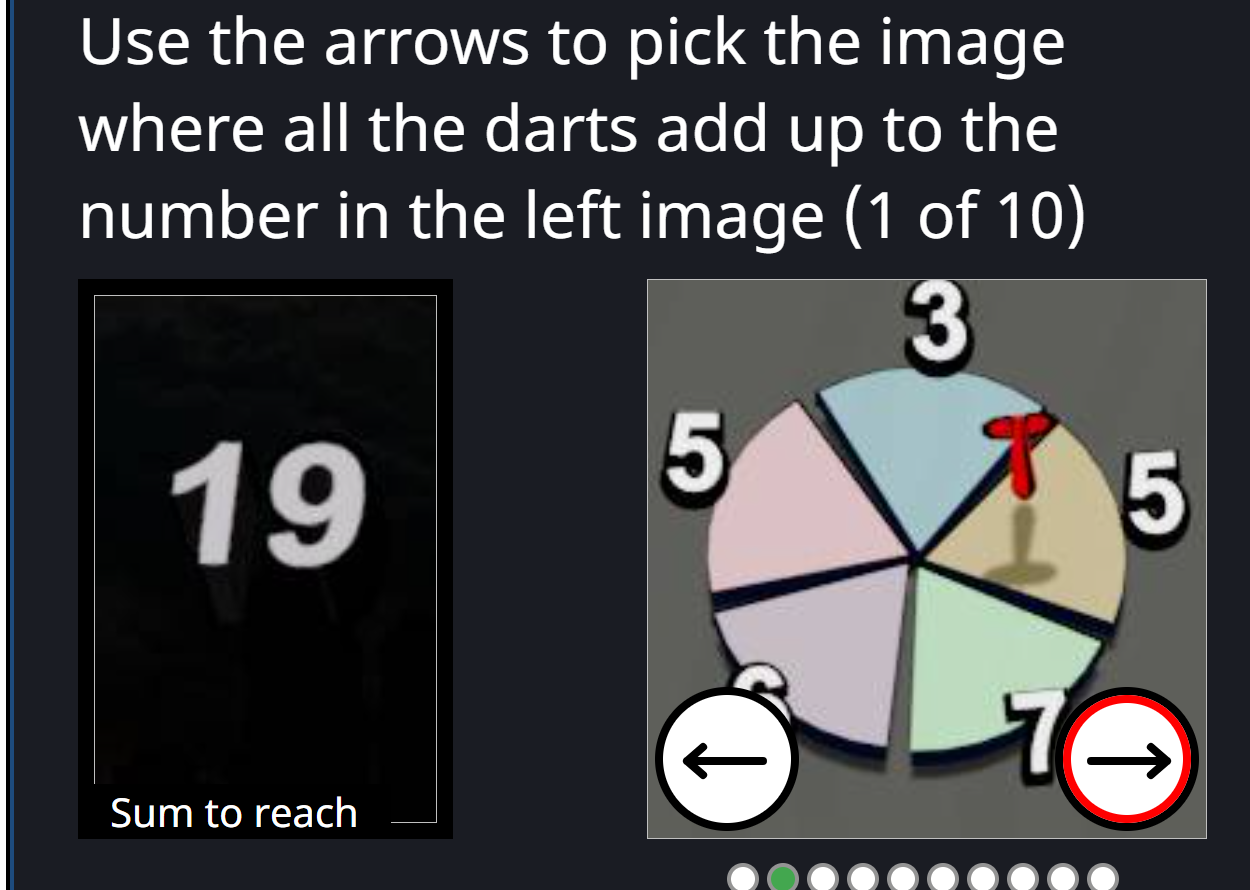 Use the arrows to pick the image
where all the darts add up to the
number in the left image (1 of 10)
3
5
5
19
6
7
Sum to reach